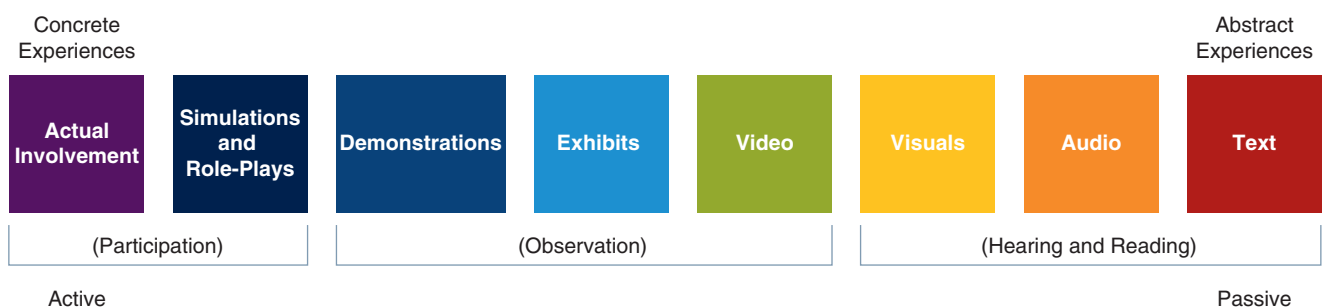 Concrete
Experiences
Abstract
Experiences
Actual
Involvement
Simulations
and
Role-Plays
Demonstrations
Exhibits
Video
Visuals
Audio
Text
(Participation)
(Observation)
(Hearing and Reading)
Active
Passive